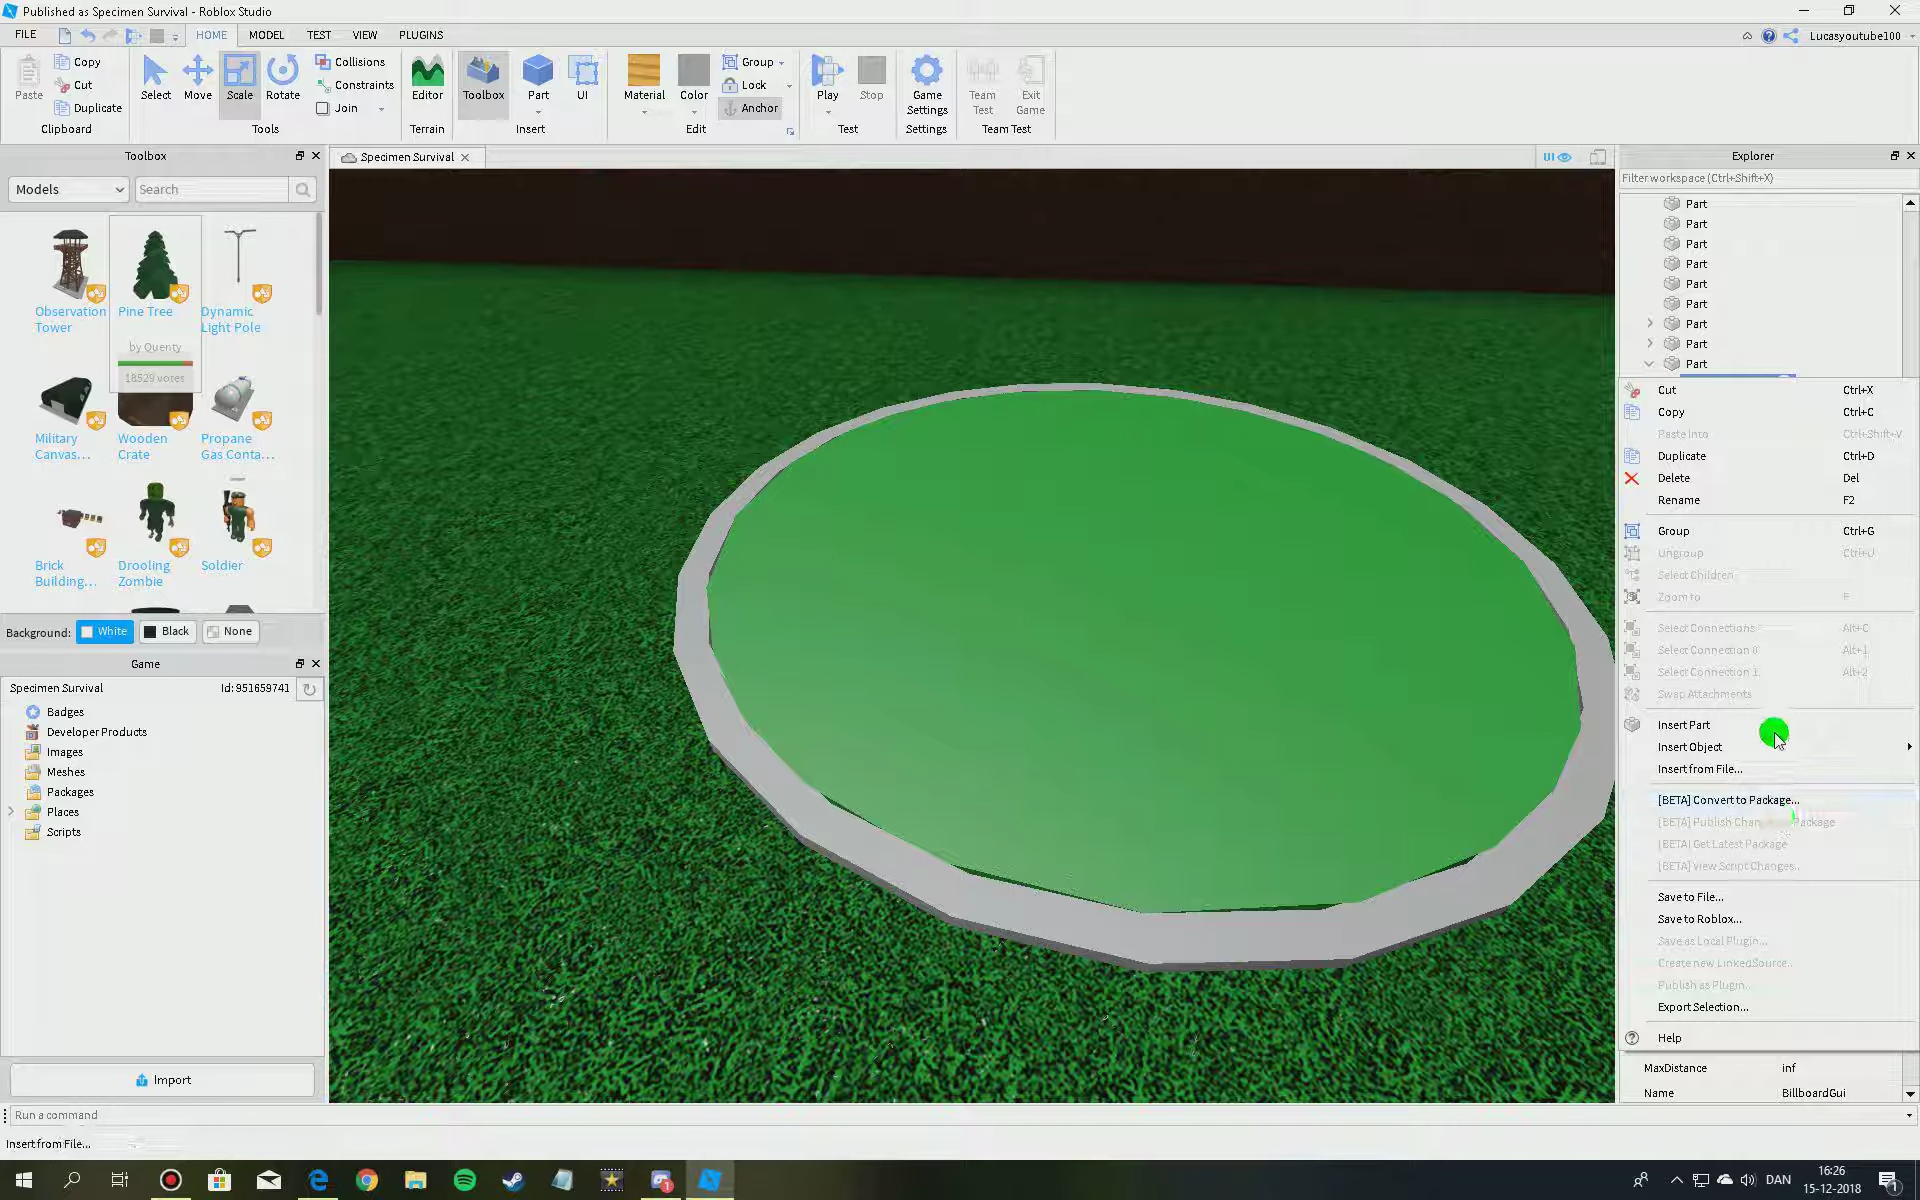 Published as Specimen Survival - Roblox Studio
FILE
HOME
MODEL
TEST
VIEW
PLUGINS
Lucasyoutube100
Paste
Copy
Cut
Duplicate
Clipboard
Select
Move
Scale
Rotate
Collisions
Constraints
Join
Tools
Editor
Terrain
Toolbox
Part
UI
Insert
Material
Color
Group
Lock
Anchor
Edit
Play
Stop
Test
Game Settings
Settings
Team Test
Exit Game
Team Test
Toolbox
Specimen Survival
UI
Explorer
Models
Search
Filter workspace (Ctrl+Shift+X)
Observation Tower
Pine Tree
by Quenty
18529 votes
Dynamic Light Pole
Military Canvas...
Wooden Crate
Propane Gas Conta...
Brick Building...
Drooling Zombie
Soldier
Background:
White
Black
None
Game
Specimen Survival
Id: 951659741
Badges
Developer Products
Images
Meshes
Packages
Places
Scripts
Import
Part
Part
Part
Part
Part
Part
Part
Part
Part
Cut Ctrl+X
Copy Ctrl+C
Paste Into Ctrl+Shift+V
Duplicate Ctrl+D
Delete Del
Rename F2
Group Ctrl+G
Ungroup Ctrl+U
Select Children
Zoom to F
Select Connections Alt+C
Select Connection 0 Alt+1
Select Connection 1 Alt+2
Swap Attachments
Insert Part
Insert Object
Insert from File...
[BETA] Convert to Package...
[BETA] Publish Package
[BETA] Get Latest Package
[BETA] View Script Changes...
Save to File...
Save to Roblox...
Save as Local Plugin...
Create new LinkedSource...
Publish as Plugin...
Export Selection...
Help
MaxDistance inf
Name BillboardGui
Run a command
Insert from File...
DAN
16:26
15-12-2018
1
1